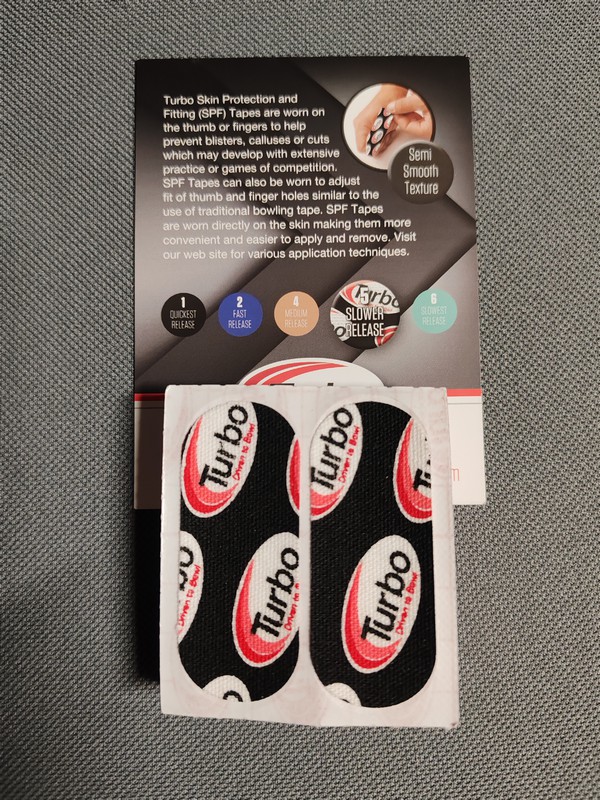 Turbo Skin Protection and
Fitting (SPF) Tapes are worn on
the thumb or fingers to help
prevent blisters, calluses or cuts
which may develop with extensive
practice or games of competition.
SPF Tapes can also be worn to adjust
fit of thumb and finger holes similar to the
use of traditional bowling tape. SPF Tapes
are worn directly on the skin making them more
convenient and easier to apply and remove. Visit
our web site for various application techniques.
Semi
Smooth
Texture
1
QUICKEST
RELEASE
2
FAST
RELEASE
4
MEDIUM
RELEASE
Turbo
5
SLOWER
RELEASE
6
SLOWEST
RELEASE
m
Turbo
Driven to Bowl
Turbo
Driven to Bowl
Tu
rbo
Driven to Bowl
Turbo
Driven to B
Turbo
Driven to Bowl